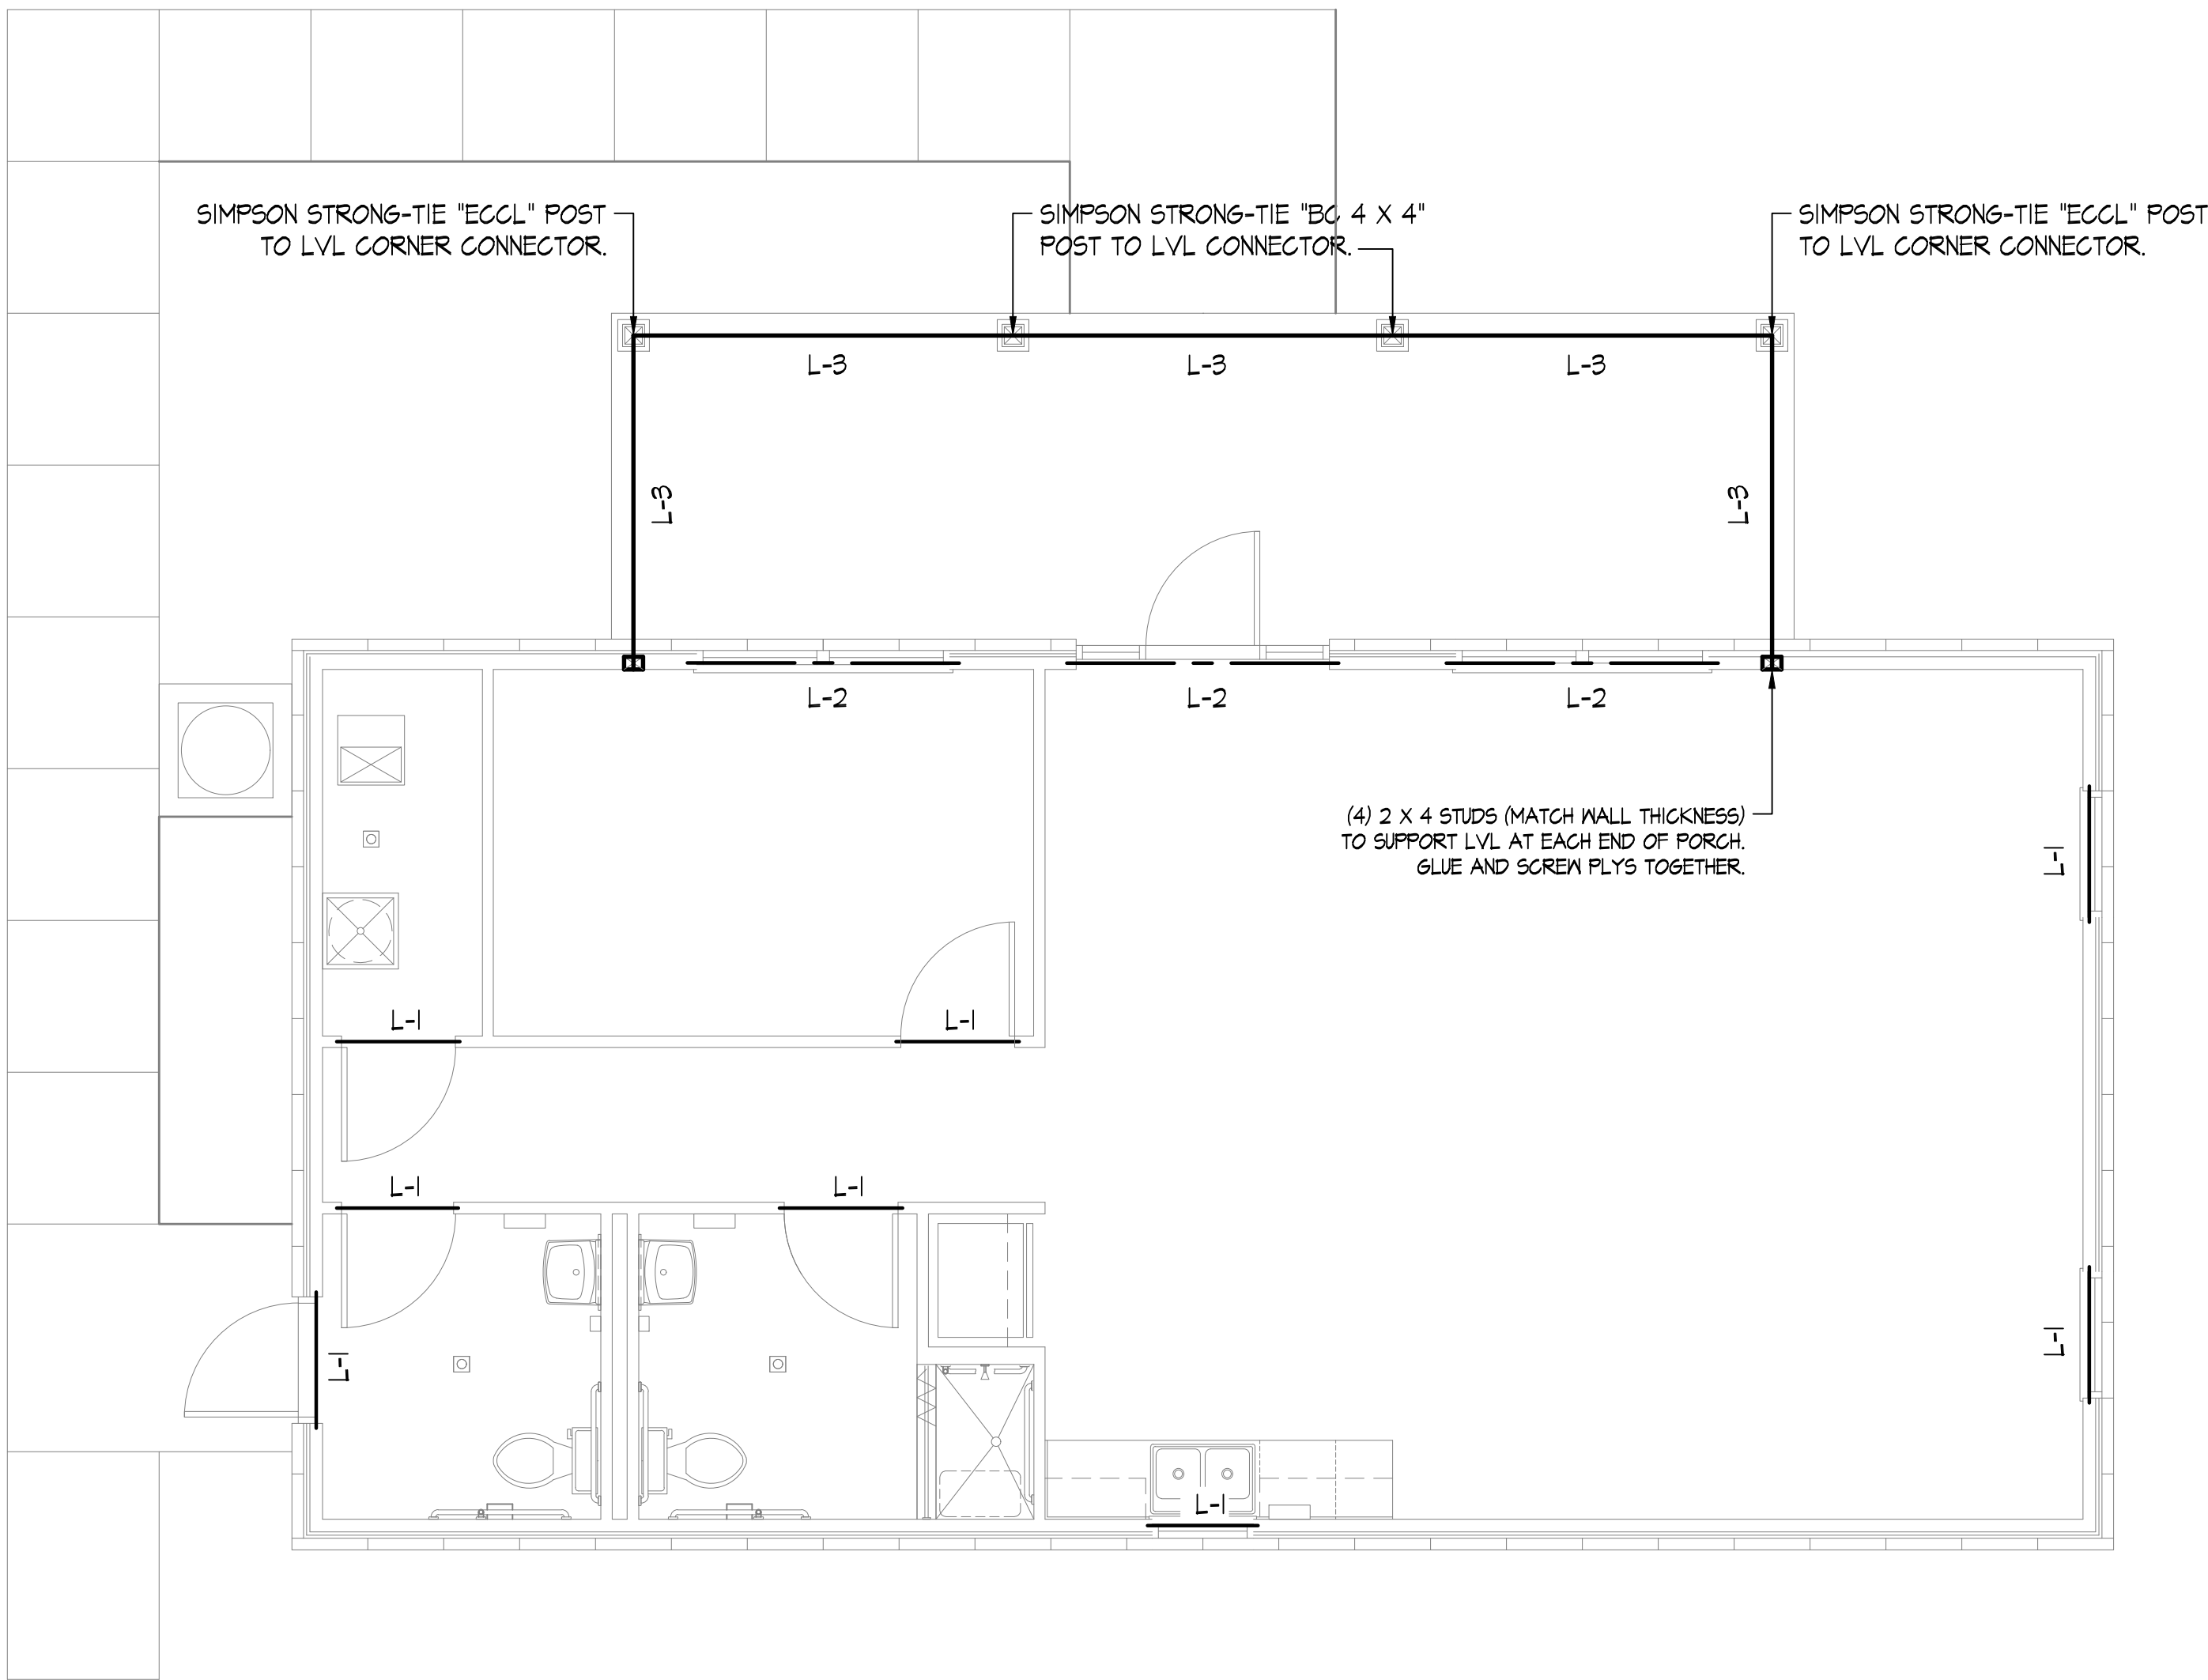 SIMPSON STRONG-TIE "ECCL" POST
TO LVL CORNER CONNECTOR.
SIMPSON STRONG-TIE "BC 4 X 4"
POST TO LVL CONNECTOR.
SIMPSON STRONG-TIE "ECCL" POST
TO LVL CORNER CONNECTOR.
L-3
L-3
L-3
L-3
L-3
L-2
L-2
L-2
(4) 2 X 4 STUDS (MATCH WALL THICKNESS)
TO SUPPORT LVL AT EACH END OF PORCH.
GLUE AND SCREW PLYS TOGETHER.
L-1
L-1
L-1
L-1
L-1
L-1
L-1
L-1